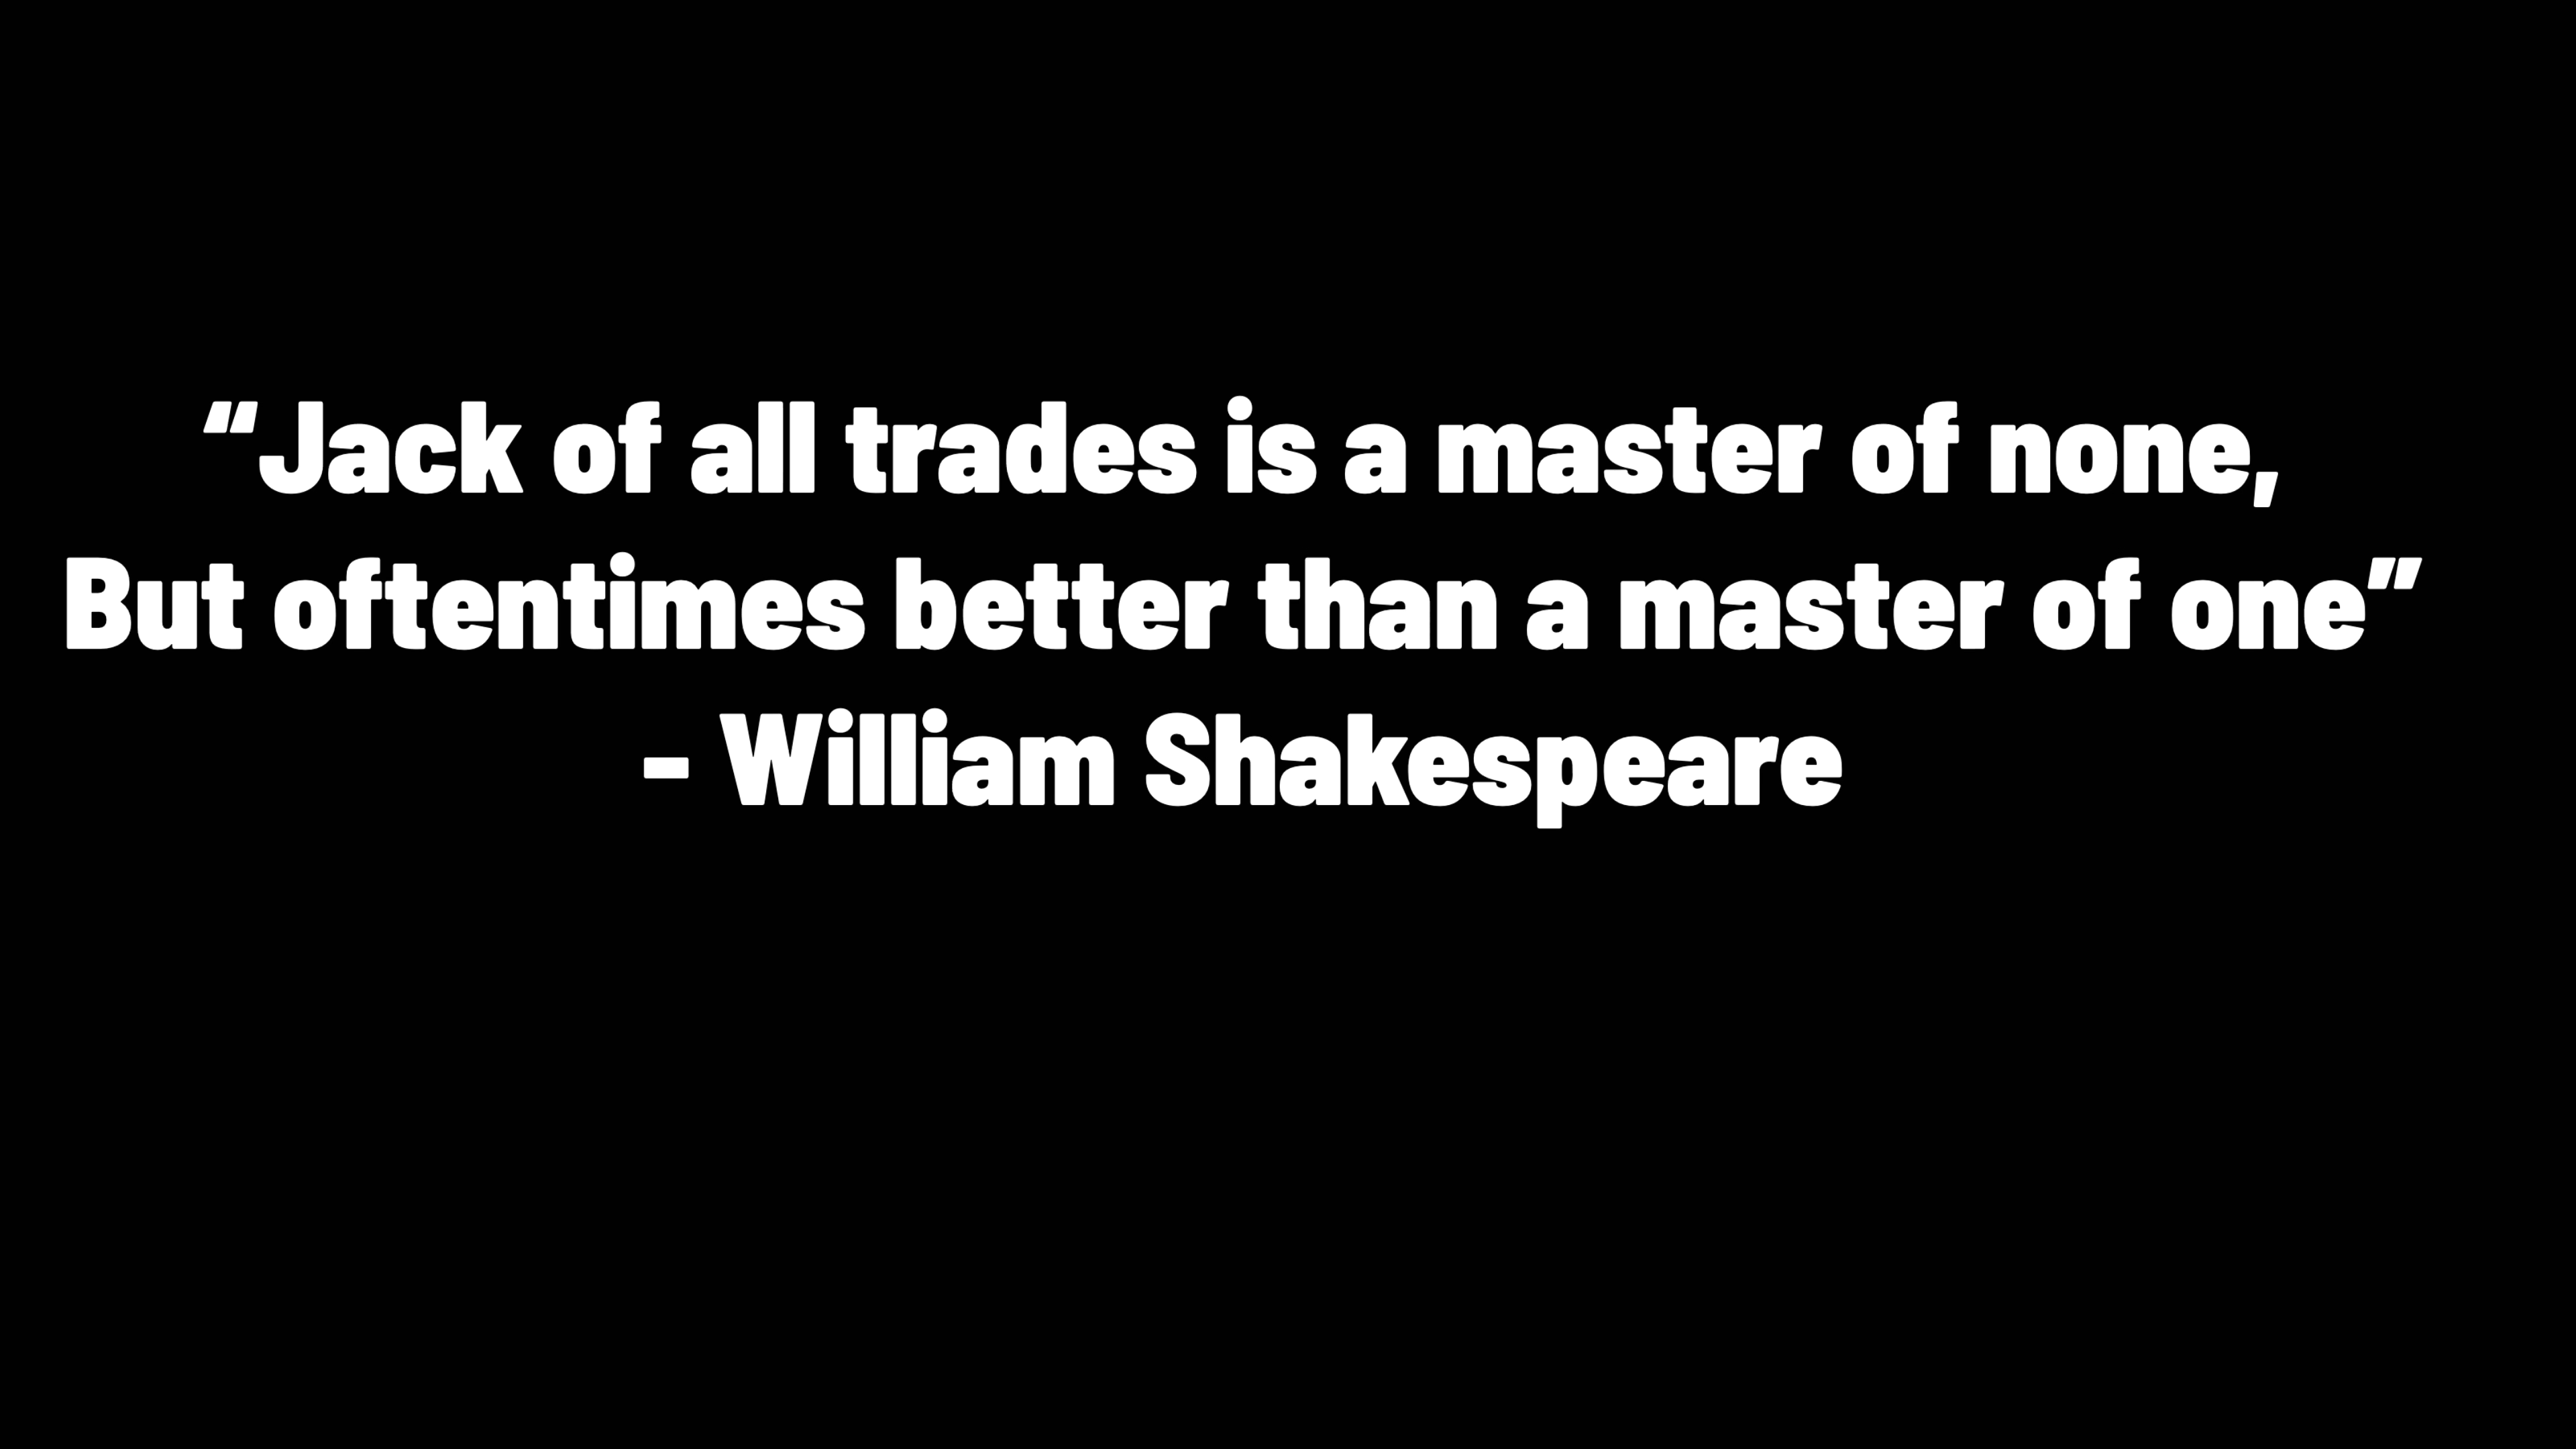 “Jack of all trades is a master of none,
But oftentimes better than a master of one”
- William Shakespeare